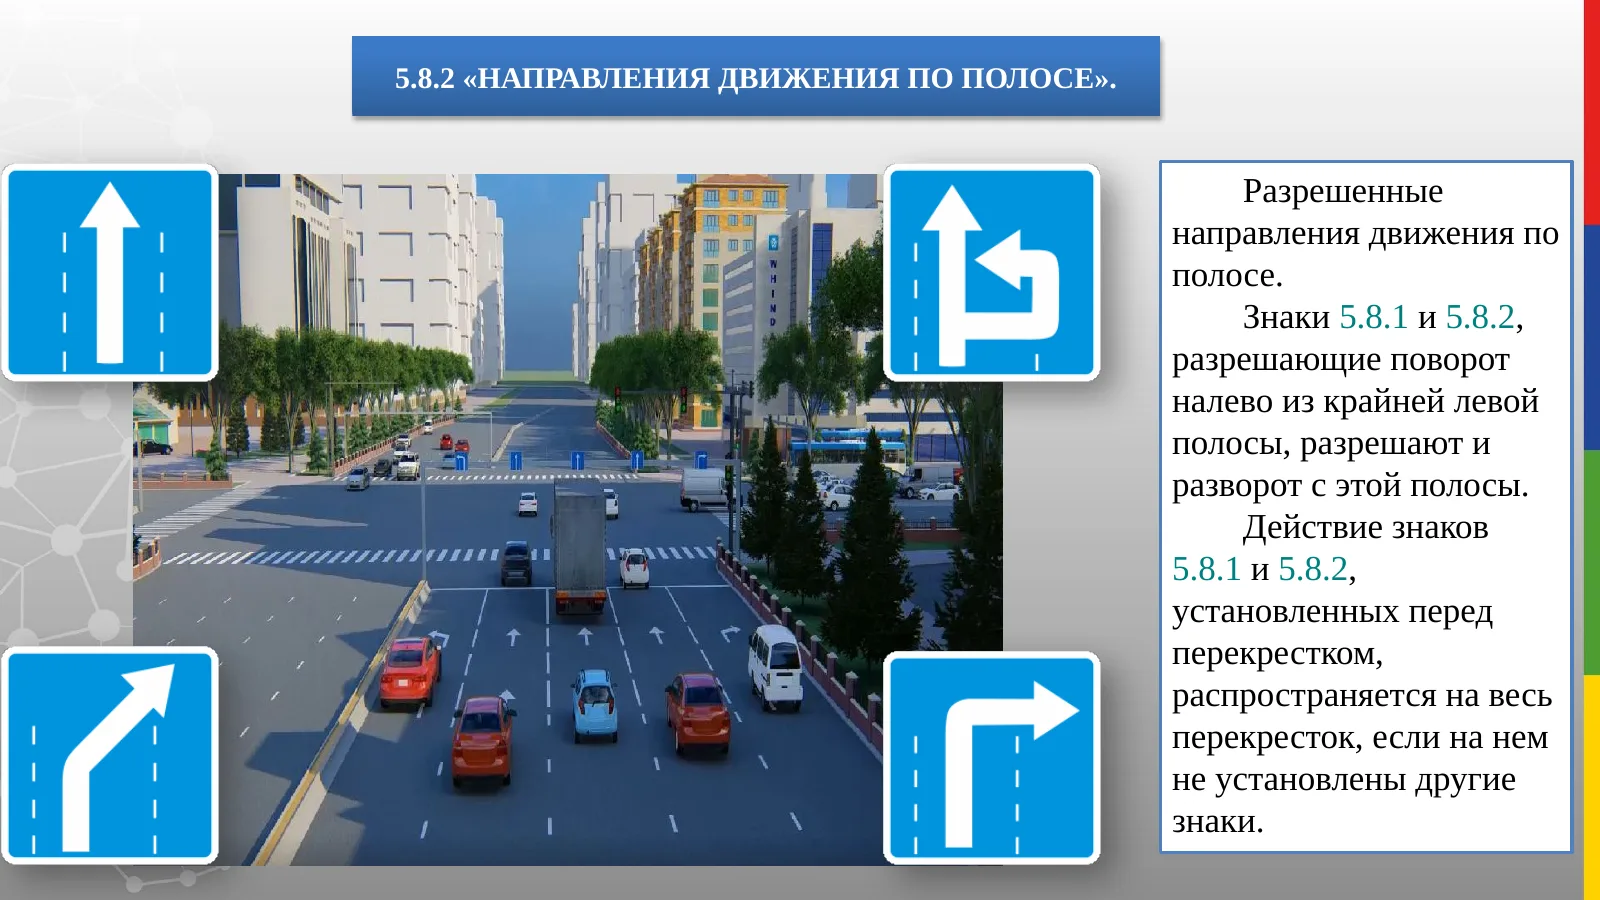 5.8.2 «НАПРАВЛЕНИЯ ДВИЖЕНИЯ ПО ПОЛОСЕ».
WHIND
Разрешенные
направления движения по
полосе.
Знаки 5.8.1 и 5.8.2,
разрешающие поворот
налево из крайней левой
полосы, разрешают и
разворот с этой полосы.
Действие знаков
5.8.1 и 5.8.2,
установленных перед
перекрестком,
распространяется на весь
перекресток, если на нем
не установлены другие
знаки.